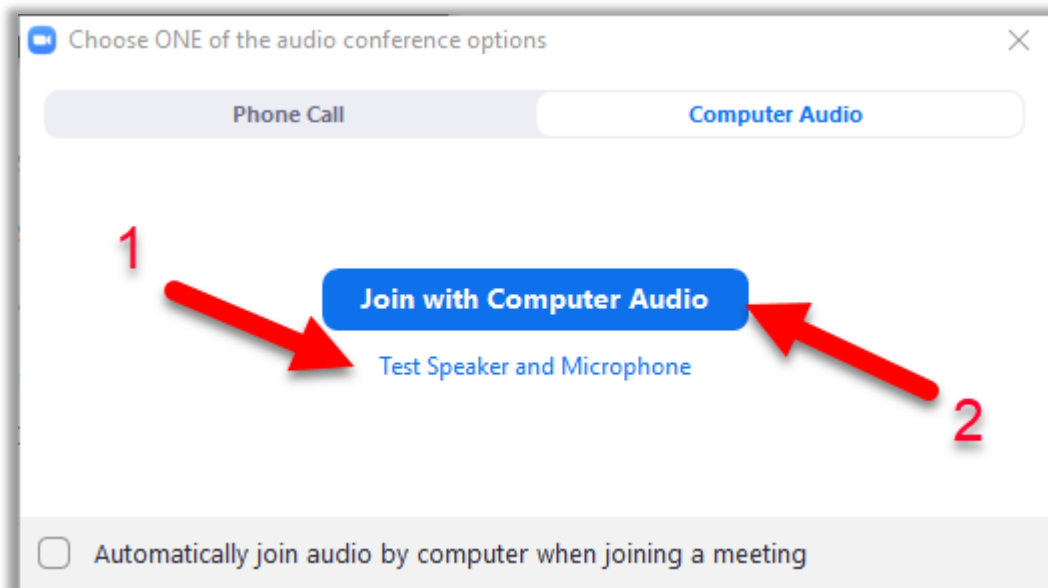 Choose ONE of the audio conference options
Phone Call Computer Audio
1
Join with Computer Audio
Test Speaker and Microphone
2
Automatically join audio by computer when joining a meeting